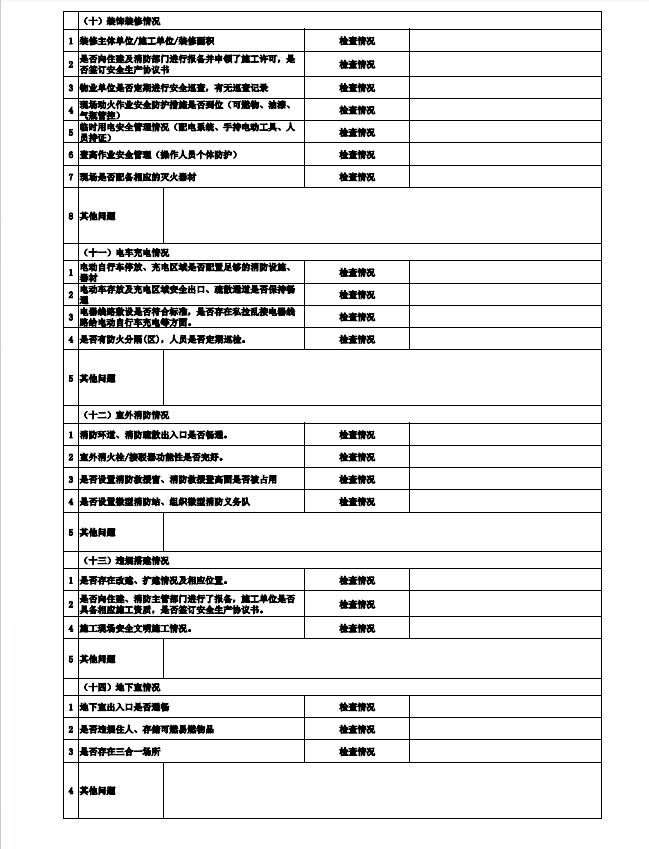 （十）装饰装修情况
1 装修主体单位/施工单位/装修面积 检查情况
2 是否向住建及消防部门进行报备并申领了施工许可，是
否签订安全生产协议书 检查情况
3 物业单位是否定期进行安全巡查，有无巡查记录 检查情况
4 现场动火作业安全防护措施是否到位（可燃物、油漆、
气瓶管控） 检查情况
5 临时用电安全管理情况（配电系统、手持电动工具、人
员持证） 检查情况
6 登高作业安全管理（操作人员个体防护） 检查情况
7 现场是否配备相应的灭火器材 检查情况
8 其他问题
（十一）电车充电情况
1 电动自行车停放、充电区域是否配置足够的消防设施、
器材 检查情况
2 电动车存放及充电区域安全出口、疏散通道是否保持畅
通 检查情况
3 电器线路敷设是否符合标准，是否存在私拉乱接电器线
路给电动自行车充电等方面。 检查情况
4 是否有防火分隔(区)，人员是否定期巡检。 检查情况
5 其他问题
（十二）室外消防情况
1 消防环道、消防疏散出入口是否畅通。 检查情况
2 室外消火栓/接驳器功能性是否完好。 检查情况
3 是否设置消防救援窗、消防救援登高面是否被占用 检查情况
4 是否设置微型消防站、组织微型消防义务队 检查情况
5 其他问题
（十三）违规搭建情况
1 是否存在改建、扩建情况及相应位置。 检查情况
2 是否向住建、消防主管部门进行了报备，施工单位是否
具备相应施工资质，是否签订安全生产协议书。 检查情况
4 施工现场安全文明施工情况。 检查情况
5 其他问题
（十四）地下室情况
1 地下室出入口是否通畅 检查情况
2 是否违规住人、存储可燃易燃物品 检查情况
3 是否存在三合一场所 检查情况
4 其他问题